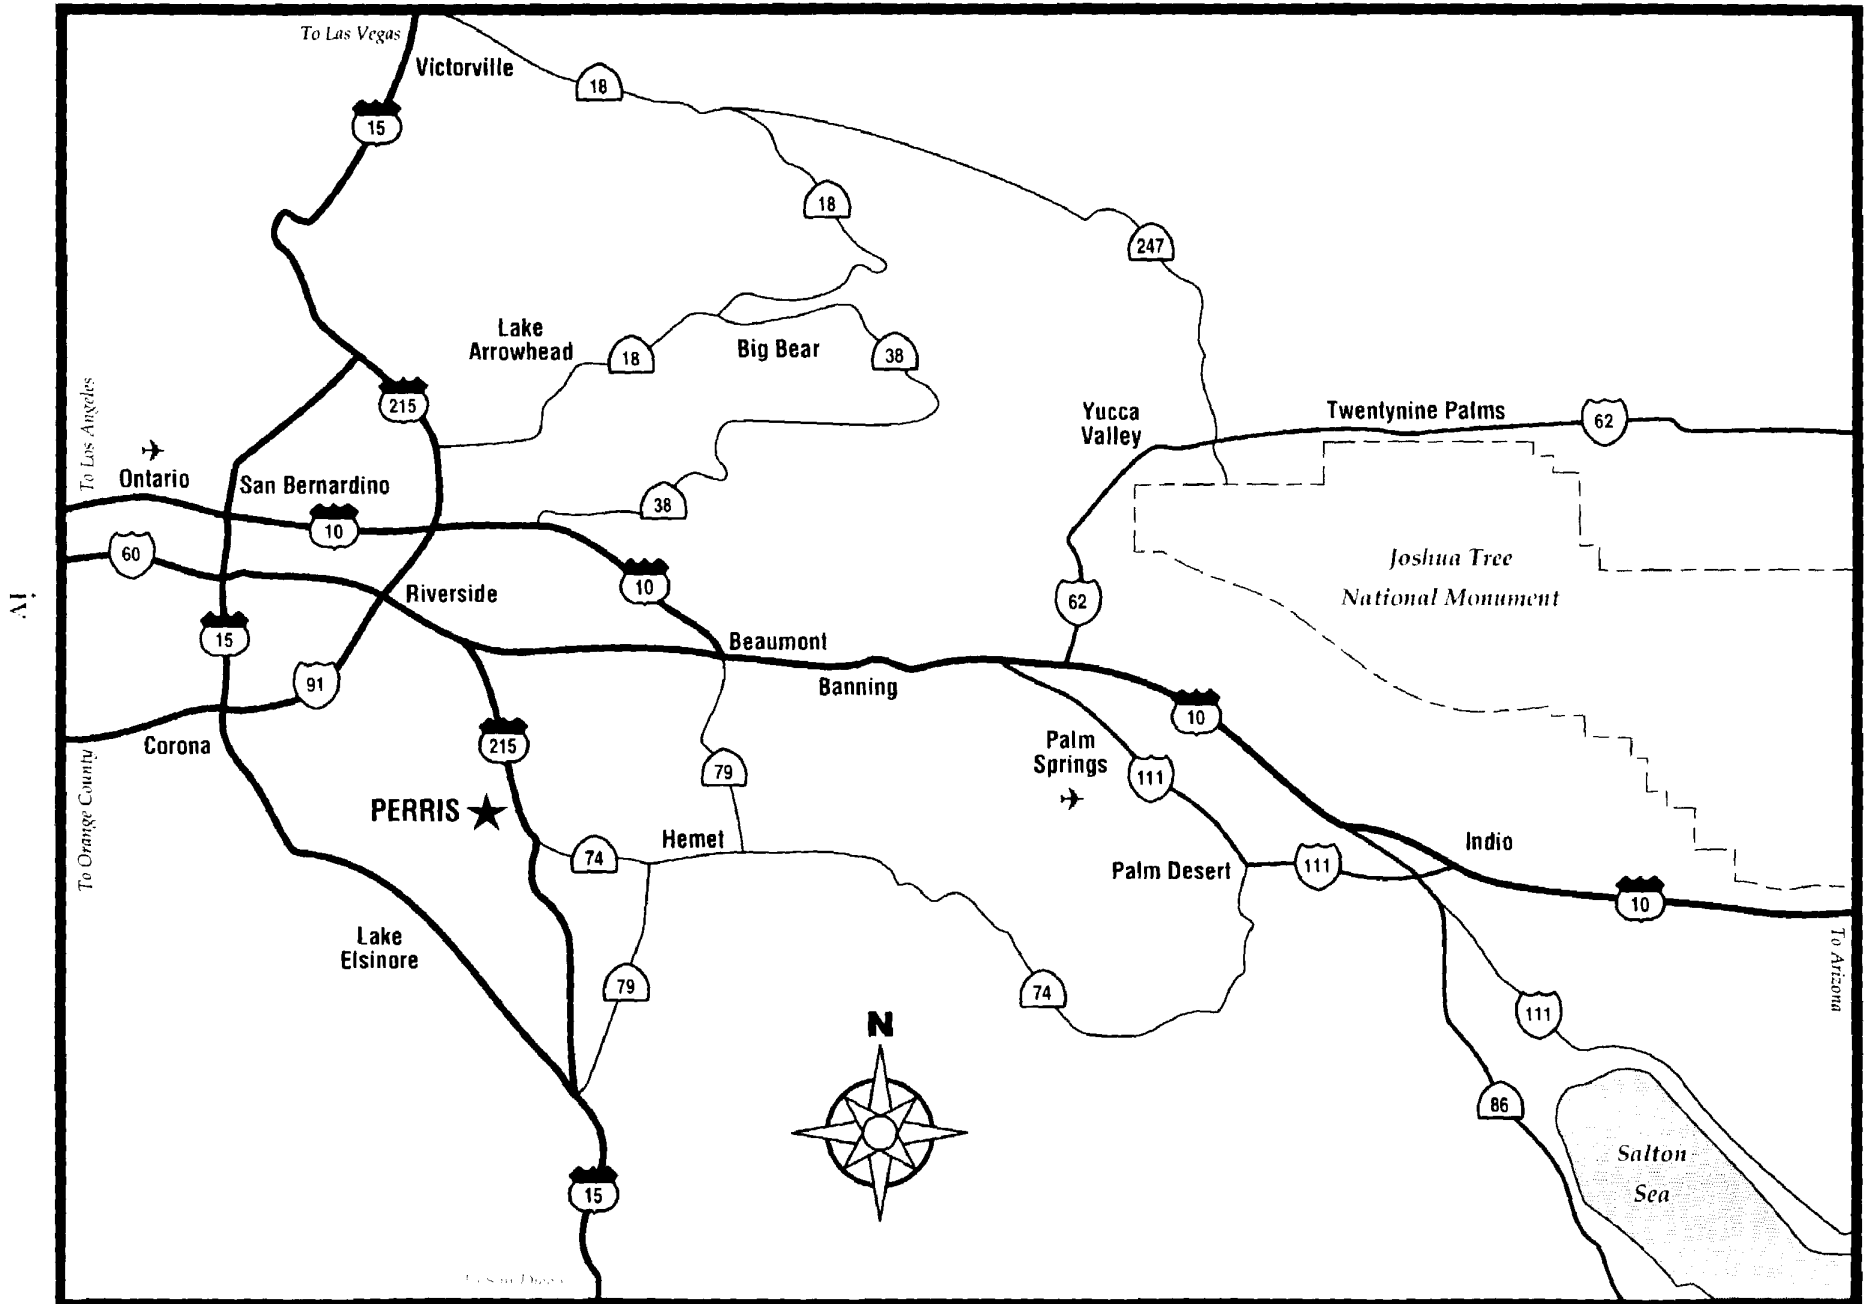 To Las Vegas
Victorville
18
15
18
247
Lake
Arrowhead
18
Big Bear
38
215
To Los Angeles
Yucca
Valley
Twentynine Palms
62
Ontario
San Bernardino
38
10
60
Joshua Tree
National Monument
10
Riverside
62
iv
15
Beaumont
91
Banning
10
Corona
215
Palm
Springs
79
111
To Orange County
PERRIS
Hemet
74
Indio
Palm Desert
111
10
Lake
Elsinore
To Arizona
79
74
111
N
86
Salton
Sea
15